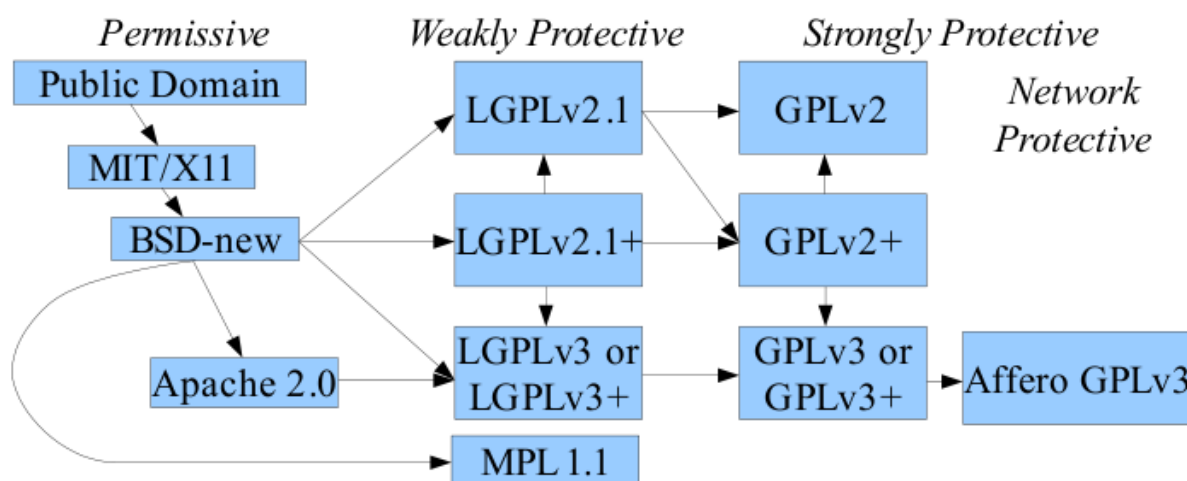 Permissive
Weakly Protective
Strongly Protective
Network
Protective
Public Domain
MIT/X11
BSD-new
Apache 2.0
LGPLv2.1
LGPLv2.1+
LGPLv3 or
LGPLv3+
MPL 1.1
GPLv2
GPLv2+
GPLv3 or
GPLv3+
Affero GPLv3